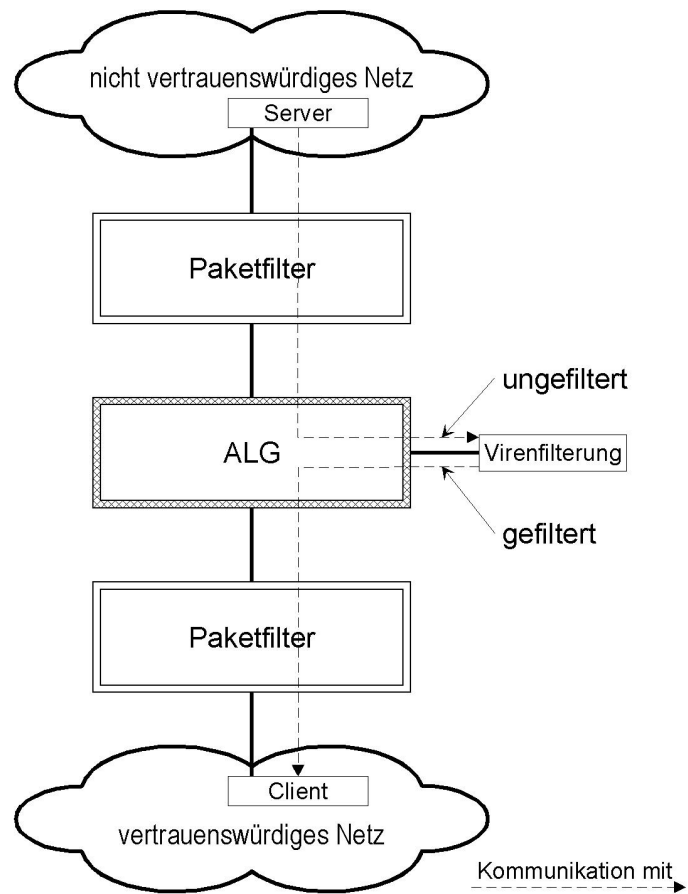 nicht vertrauenswürdiges Netz
Server
Paketfilter
ungefiltert
ALG
Virenfilterung
gefiltert
Paketfilter
Client
vertrauenswürdiges Netz
Kommunikation mit